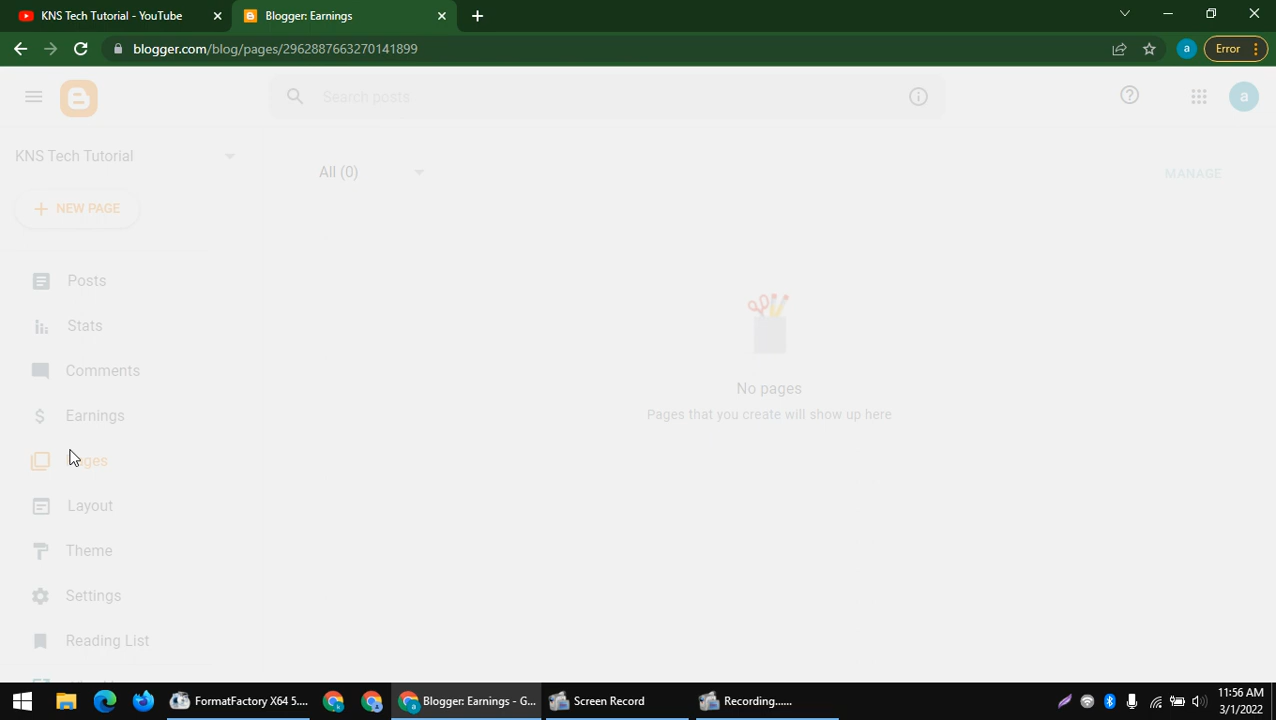 KNS Tech Tutorial - YouTube
Blogger: Earnings
blogger.com/blog/pages/2962887663270141899
a
Error
Search posts
a
KNS Tech Tutorial
All (0)
MANAGE
NEW PAGE
Posts
Stats
Comments
Earnings
Pages
Layout
Theme
Settings
Reading List
No pages
Pages that you create will show up here
FormatFactory X64 5....
Blogger: Earnings - G...
Screen Record
Recording......
11:56 AM
3/1/2022